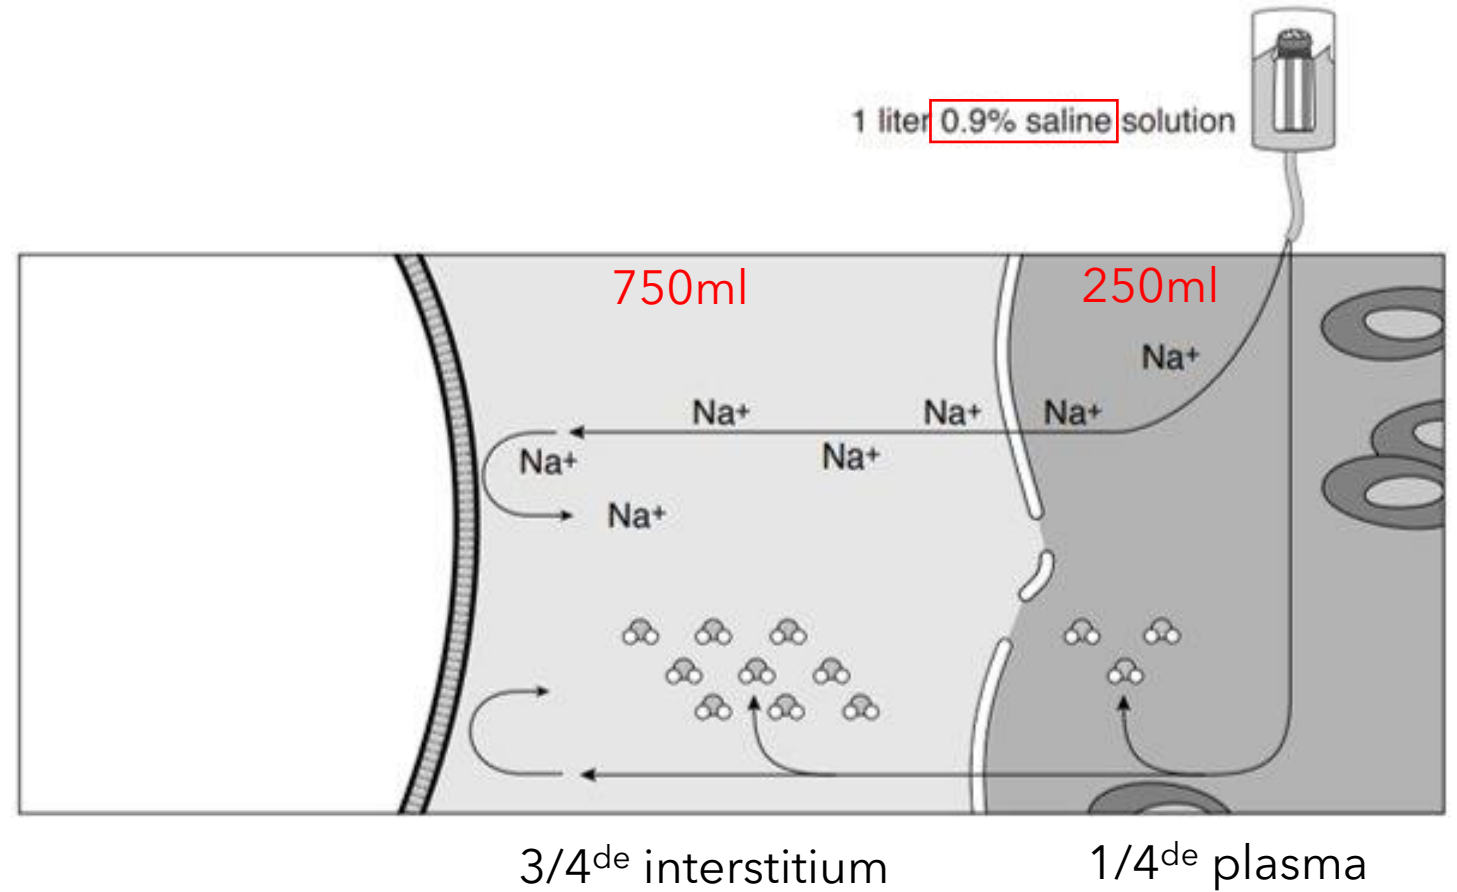 1 liter 0.9% saline solution
750ml
250ml
Na+
Na+
Na+
Na+
Na+
Na+
Na+
3/4de interstitium
1/4de plasma